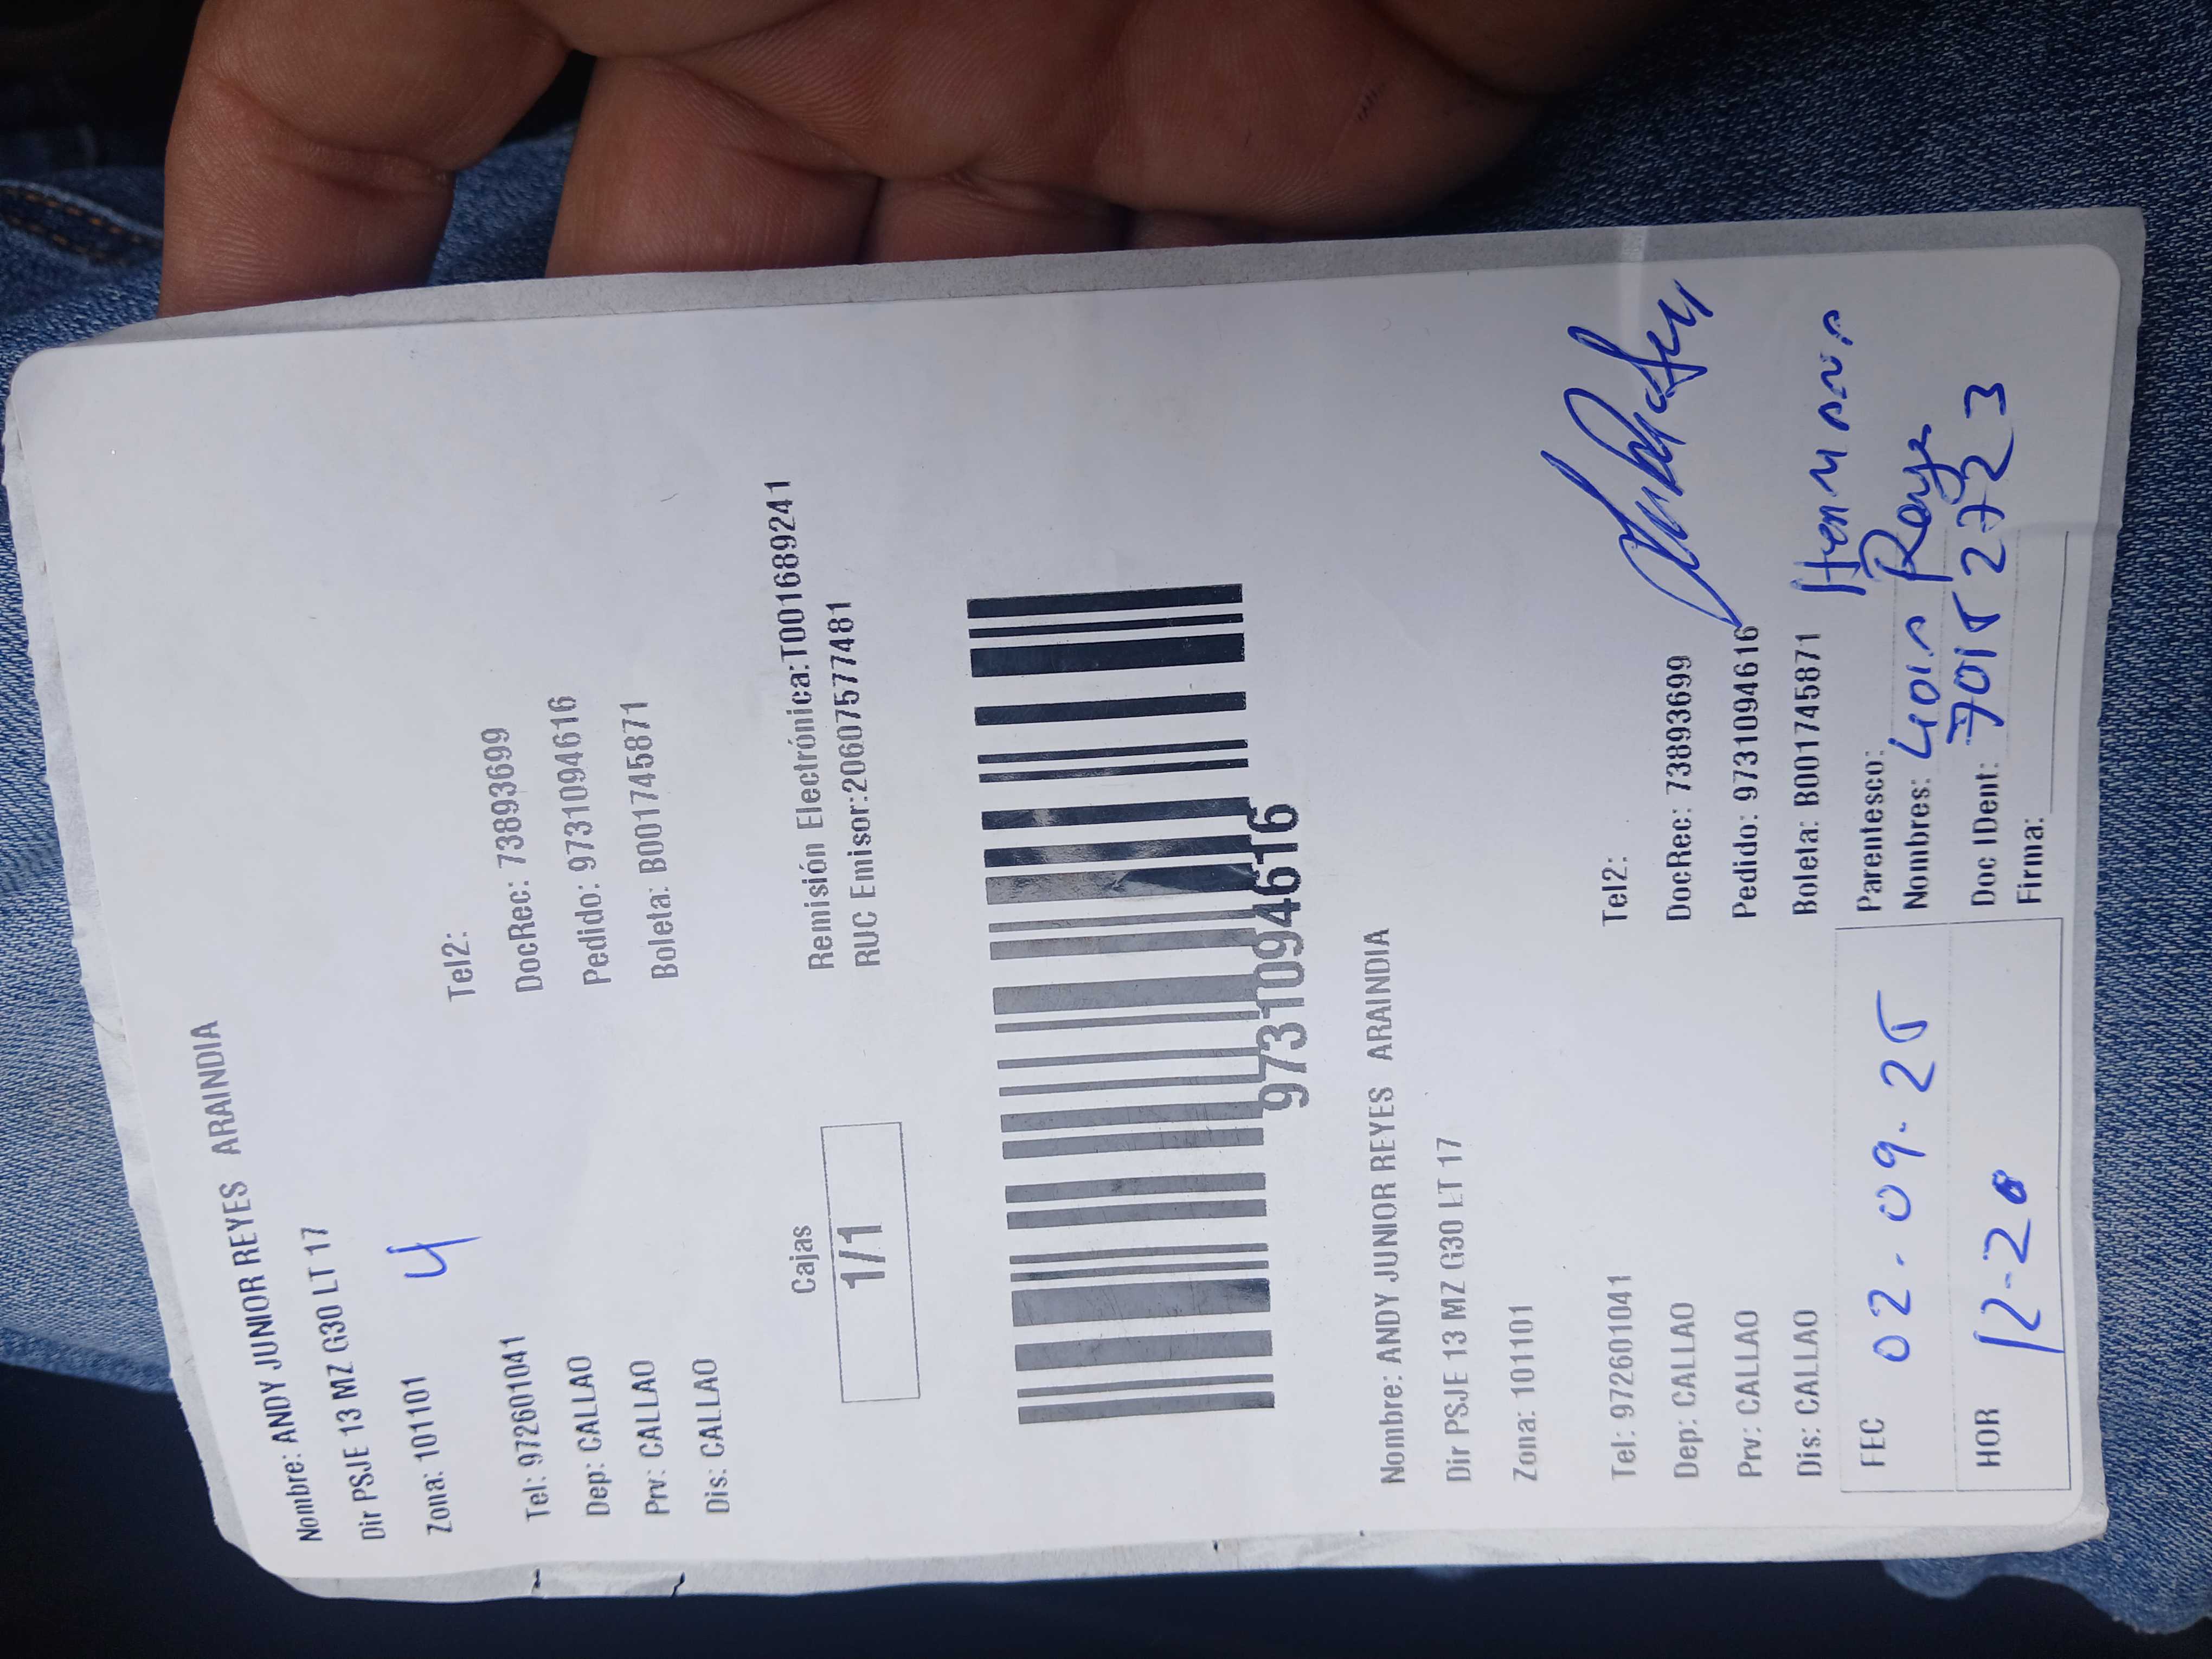 Nombre: ANDY JUNIOR REYES ARAINDIA
Dir PSJE 13 MZ G30 LT 17
Zona: 101101
4
Tel: 972601041 Tel2:
Dep: CALLAO DocRec: 73893699
Prv: CALLAO Pedido: 9731094616
Dis: CALLAO Boleta: B001745871
Cajas
1/1
Remisión Electrónica:T001689241
RUC Emisor:20607577481
9731094616
Nombre: ANDY JUNIOR REYES ARAINDIA
Dir PSJE 13 MZ G30 LT 17
Zona: 101101
Tel: 972601041 Tel2:
Dep: CALLAO DocRec: 73893699
Prv: CALLAO Pedido: 9731094616
Dis: CALLAO Boleta: B001745871
FEC 02.09.25
HOR 12-20
Parentesco: Hermana
Nombres:
Doc IDent: 70152723
Firma: